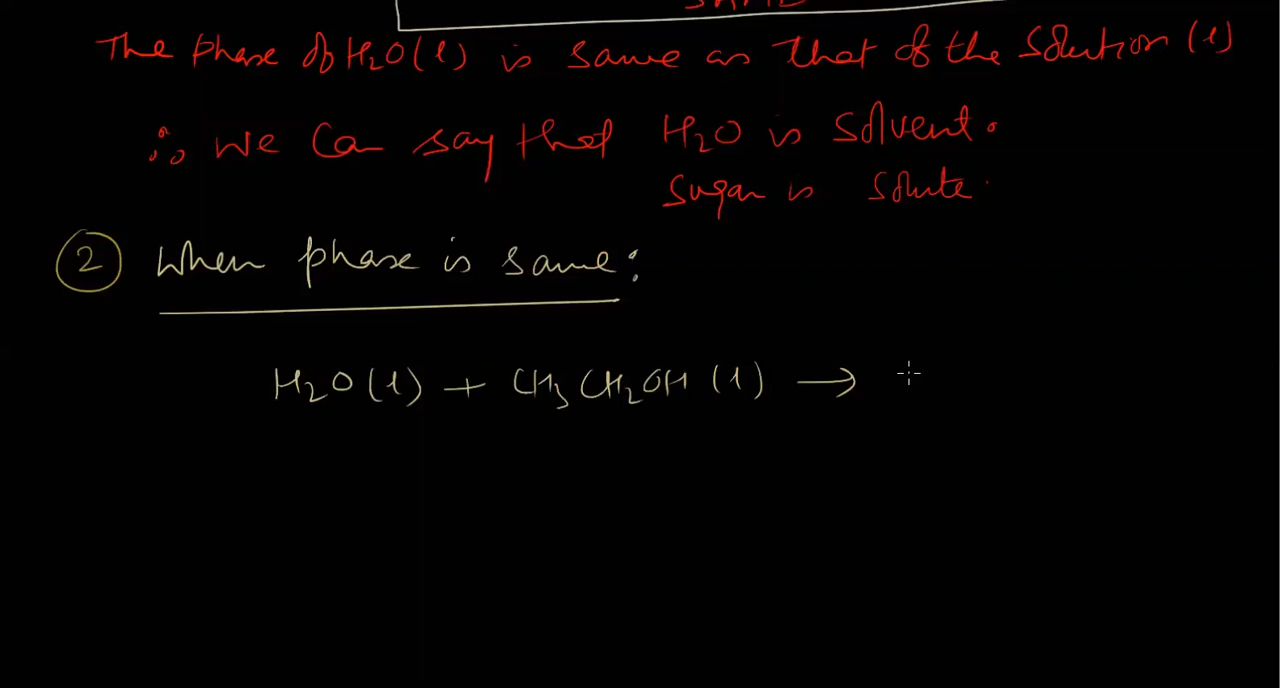 The phase of H₂O(l) is same as that of the solution (l)
∴ we can say that H₂O is solvent.
sugar is solute.
② When phase is same:
H₂O(l) + CH₃CH₂OH (l) →